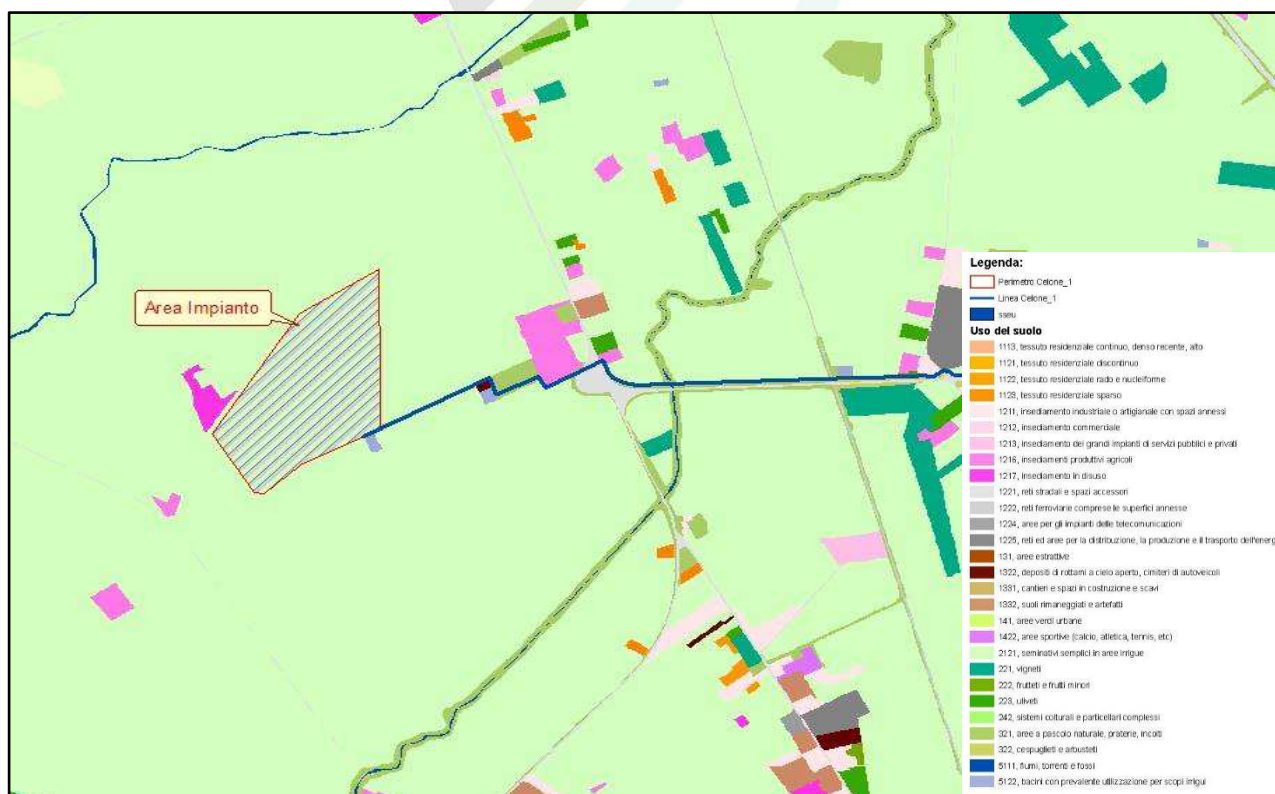 Area Impianto
Legenda:
Perimetro Celone_1
Linea Celone_1
sseu
Uso del suolo
1113, tessuto residenziale continuo, denso recente, alto
1121, tessuto residenziale discontinuo
1122, tessuto residenziale rado e nucleiforme
1123, tessuto residenziale sparso
1211, insediamento industriale o artigianale con spazi annessi
1212, insediamento commerciale
1213, insediamento dei grandi impianti di servizi pubblici e privati
1216, insediamenti produttivi agricoli
1217, insediamento in disuso
1221, reti stradali e spazi accessori
1222, reti ferroviarie comprese le superfici annesse
1224, aree per gli impianti delle telecomunicazioni
1225, reti ed aree per la distribuzione, la produzione e il trasporto dell'energ
131, aree estrattive
1322, depositi di rottami a cielo aperto, cimiteri di autoveicoli
1331, cantieri e spazi in costruzione e scavi
1332, suoli rimaneggiati e artefatti
141, aree verdi urbane
1422, aree sportive (calcio, atletica, tennis, etc)
2121, seminativi semplici in aree irrigue
221, vigneti
222, frutteti e frutti minori
223, uliveti
242, sistemi colturali e particellari complessi
321, aree a pascolo naturale, praterie, incolti
322, cespuglieti e arbusteti
5111, fiumi, torrenti e fossi
5122, bacini con prevalente utilizzazione per scopi irrigui